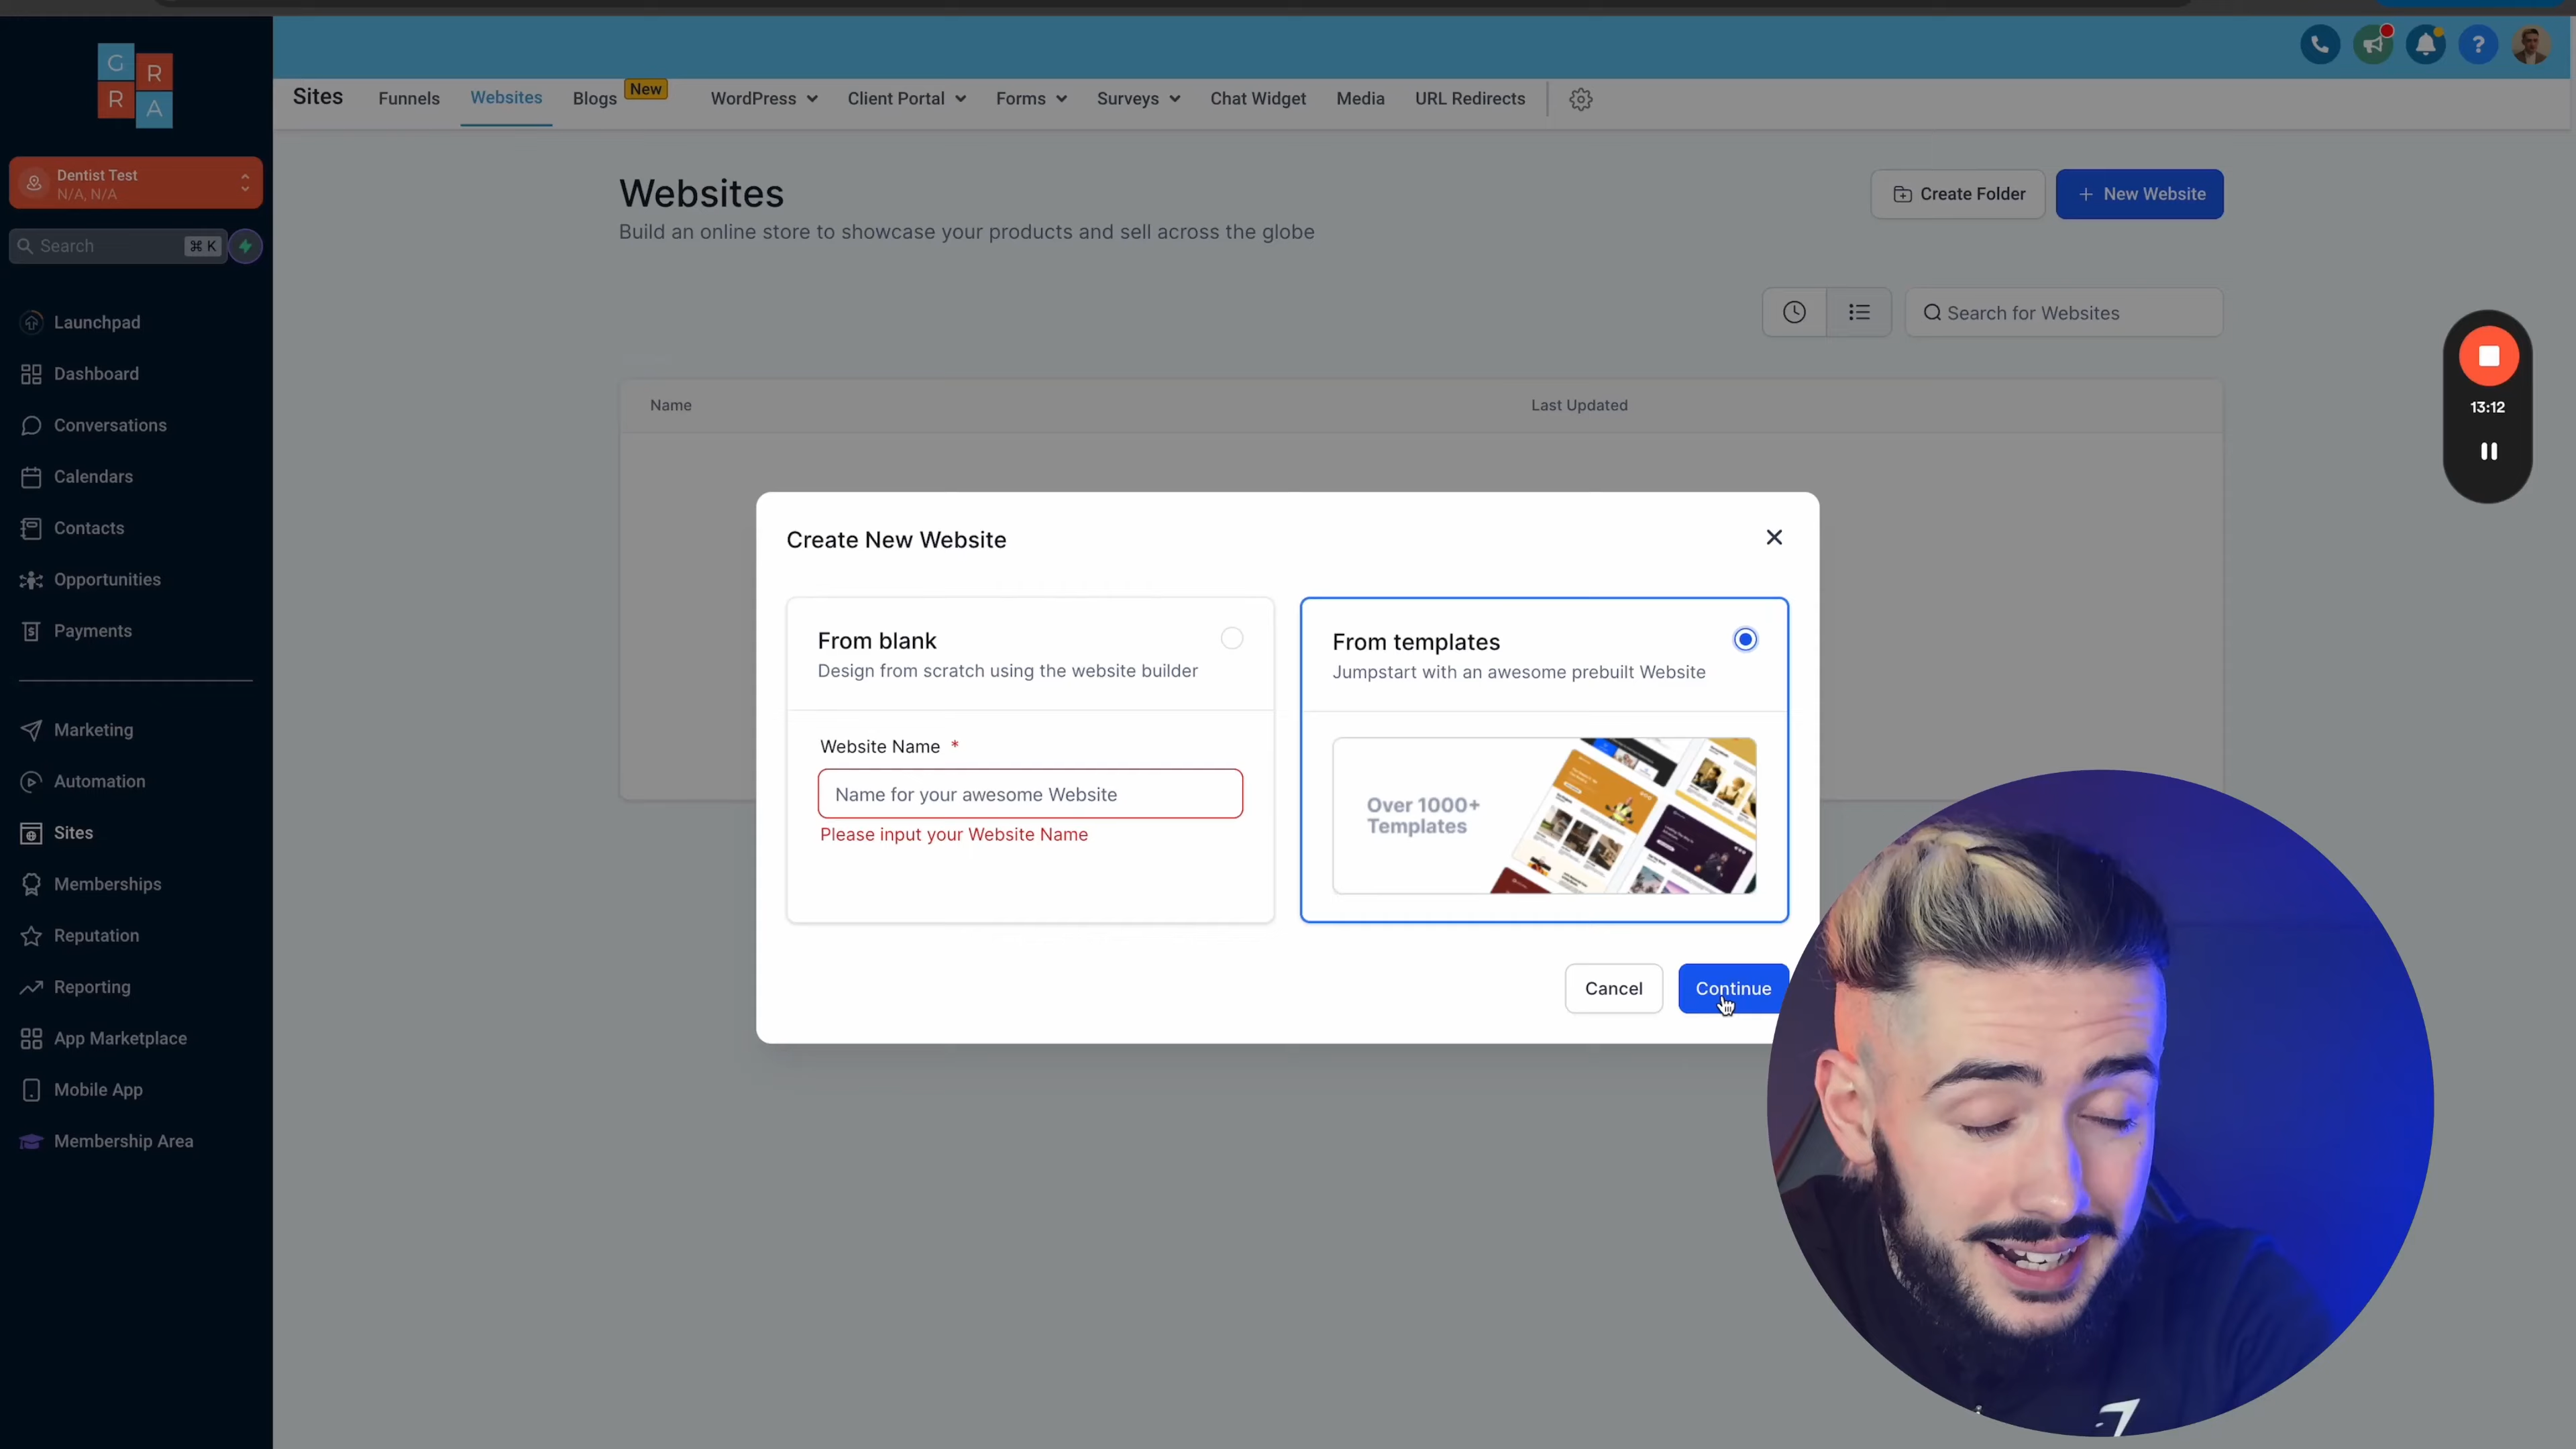 G
R
R
A
Dentist Test
N/A, N/A
Search
⌘ K
Launchpad
Dashboard
Conversations
Calendars
Contacts
Opportunities
Payments
Marketing
Automation
Sites
Memberships
Reputation
Reporting
App Marketplace
Mobile App
Membership Area
Sites
Funnels
Websites
Blogs
New
WordPress
Client Portal
Forms
Surveys
Chat Widget
Media
URL Redirects
?
Websites
Build an online store to showcase your products and sell across the globe
Create Folder
+ New Website
Search for Websites
Name
Last Updated
Create New Website
From blank
Design from scratch using the website builder
Website Name *
Name for your awesome Website
Please input your Website Name
From templates
Jumpstart with an awesome prebuilt Website
Over 1000+
Templates
Cancel
Continue
13:12